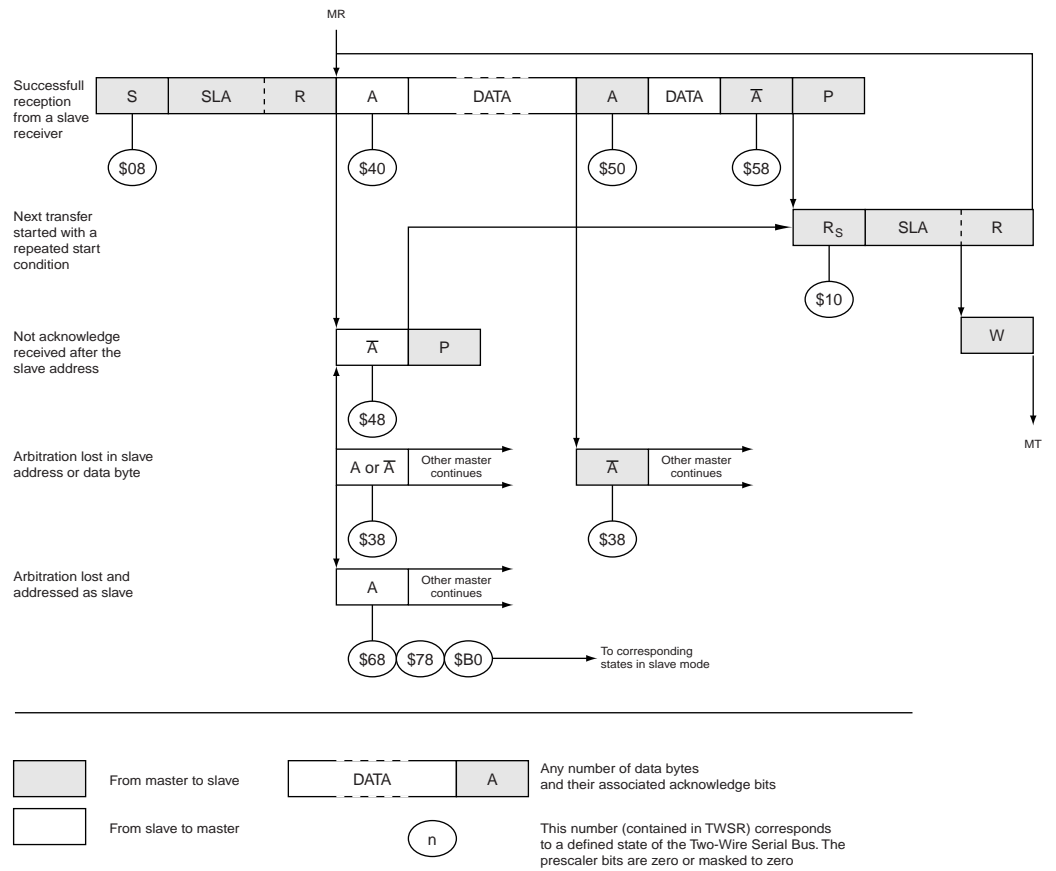 MR
Successfull
reception
from a slave
receiver
S SLA R A DATA A DATA A̅ P
$08 $40 $50 $58
Next transfer
started with a
repeated start
condition
RS SLA R
$10
W
MT
Not acknowledge
received after the
slave address
A̅ P
$48
Arbitration lost in slave
address or data byte
A or A̅
Other master
continues
A̅
Other master
continues
$38 $38
Arbitration lost and
addressed as slave
A
Other master
continues
$68 $78 $B0
To corresponding
states in slave mode
From master to slave
DATA A
Any number of data bytes
and their associated acknowledge bits
From slave to master
n
This number (contained in TWSR) corresponds
to a defined state of the Two-Wire Serial Bus. The
prescaler bits are zero or masked to zero